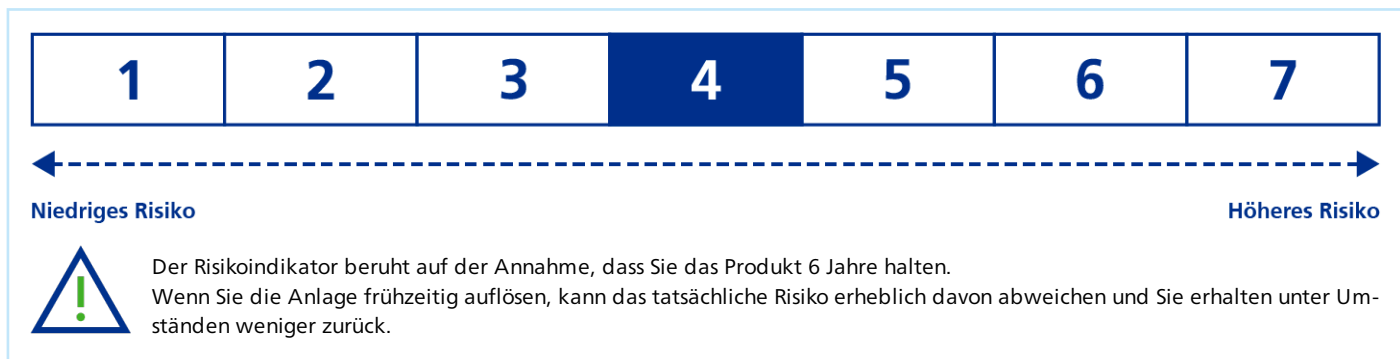 1 2 3 4 5 6 7
Niedriges Risiko Höheres Risiko
Der Risikoindikator beruht auf der Annahme, dass Sie das Produkt 6 Jahre halten.
Wenn Sie die Anlage frühzeitig auflösen, kann das tatsächliche Risiko erheblich davon abweichen und Sie erhalten unter Um-
ständen weniger zurück.